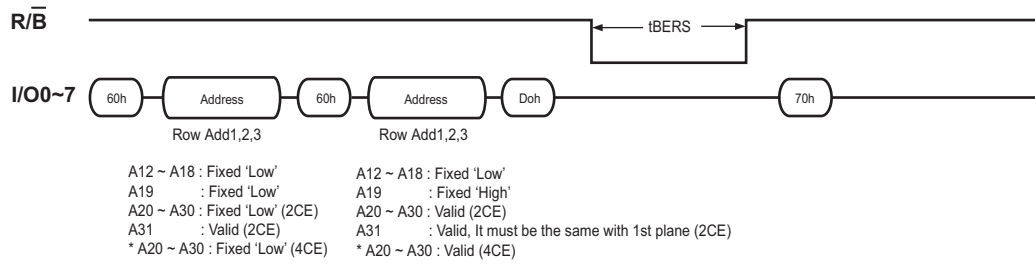 R/B̅
tBERS
I/O0~7
60h
Address
60h
Address
Doh
70h
Row Add1,2,3
Row Add1,2,3
A12 ~ A18 : Fixed ‘Low’
A19 : Fixed ‘Low’
A20 ~ A30 : Fixed ‘Low’ (2CE)
A31 : Valid (2CE)
* A20 ~ A30 : Fixed ‘Low’ (4CE)
A12 ~ A18 : Fixed ‘Low’
A19 : Fixed ‘High’
A20 ~ A30 : Valid (2CE)
A31 : Valid, It must be the same with 1st plane (2CE)
* A20 ~ A30 : Valid (4CE)